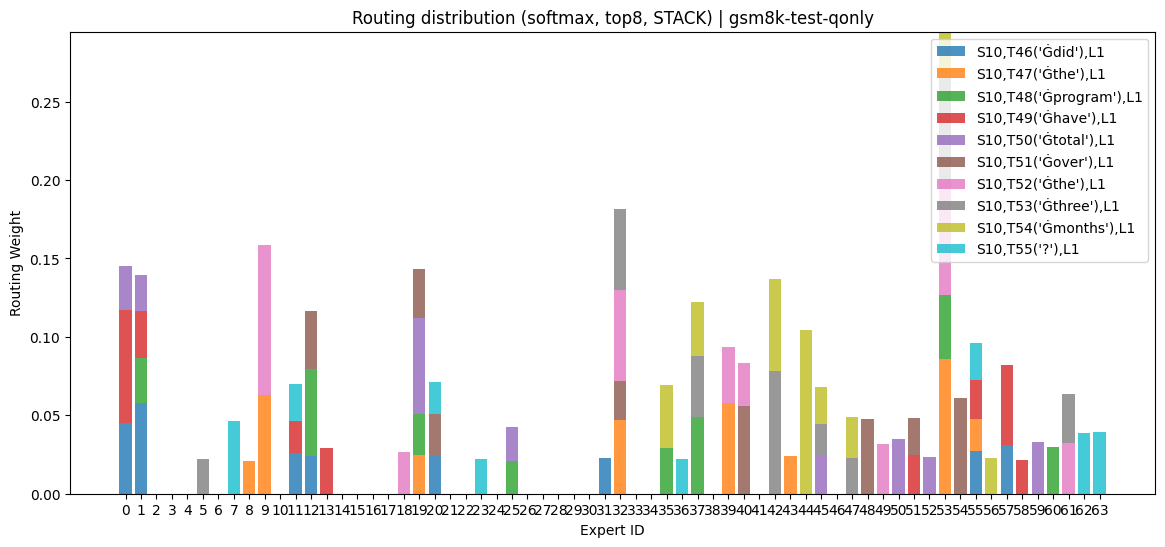 Routing distribution (softmax, top8, STACK) | gsm8k-test-qonly
S10,T46('Ġdid'),L1
S10,T47('Ġthe'),L1
S10,T48('Ġprogram'),L1
S10,T49('Ġhave'),L1
S10,T50('Ġtotal'),L1
S10,T51('Ġover'),L1
S10,T52('Ġthe'),L1
S10,T53('Ġthree'),L1
S10,T54('Ġmonths'),L1
S10,T55('?'),L1
0.25
0.20
0.15
0.10
0.05
0.00
Routing Weight
0 1 2 3 4 5 6 7 8 9 10 11 12 13 14 15 16 17 18 19 20 21 22 23 24 25 26 27 28 29 30 31 32 33 34 35 36 37 38 39 40 41 42 43 44 45 46 47 48 49 50 51 52 53 54 55 56 57 58 59 60 61 62 63
Expert ID